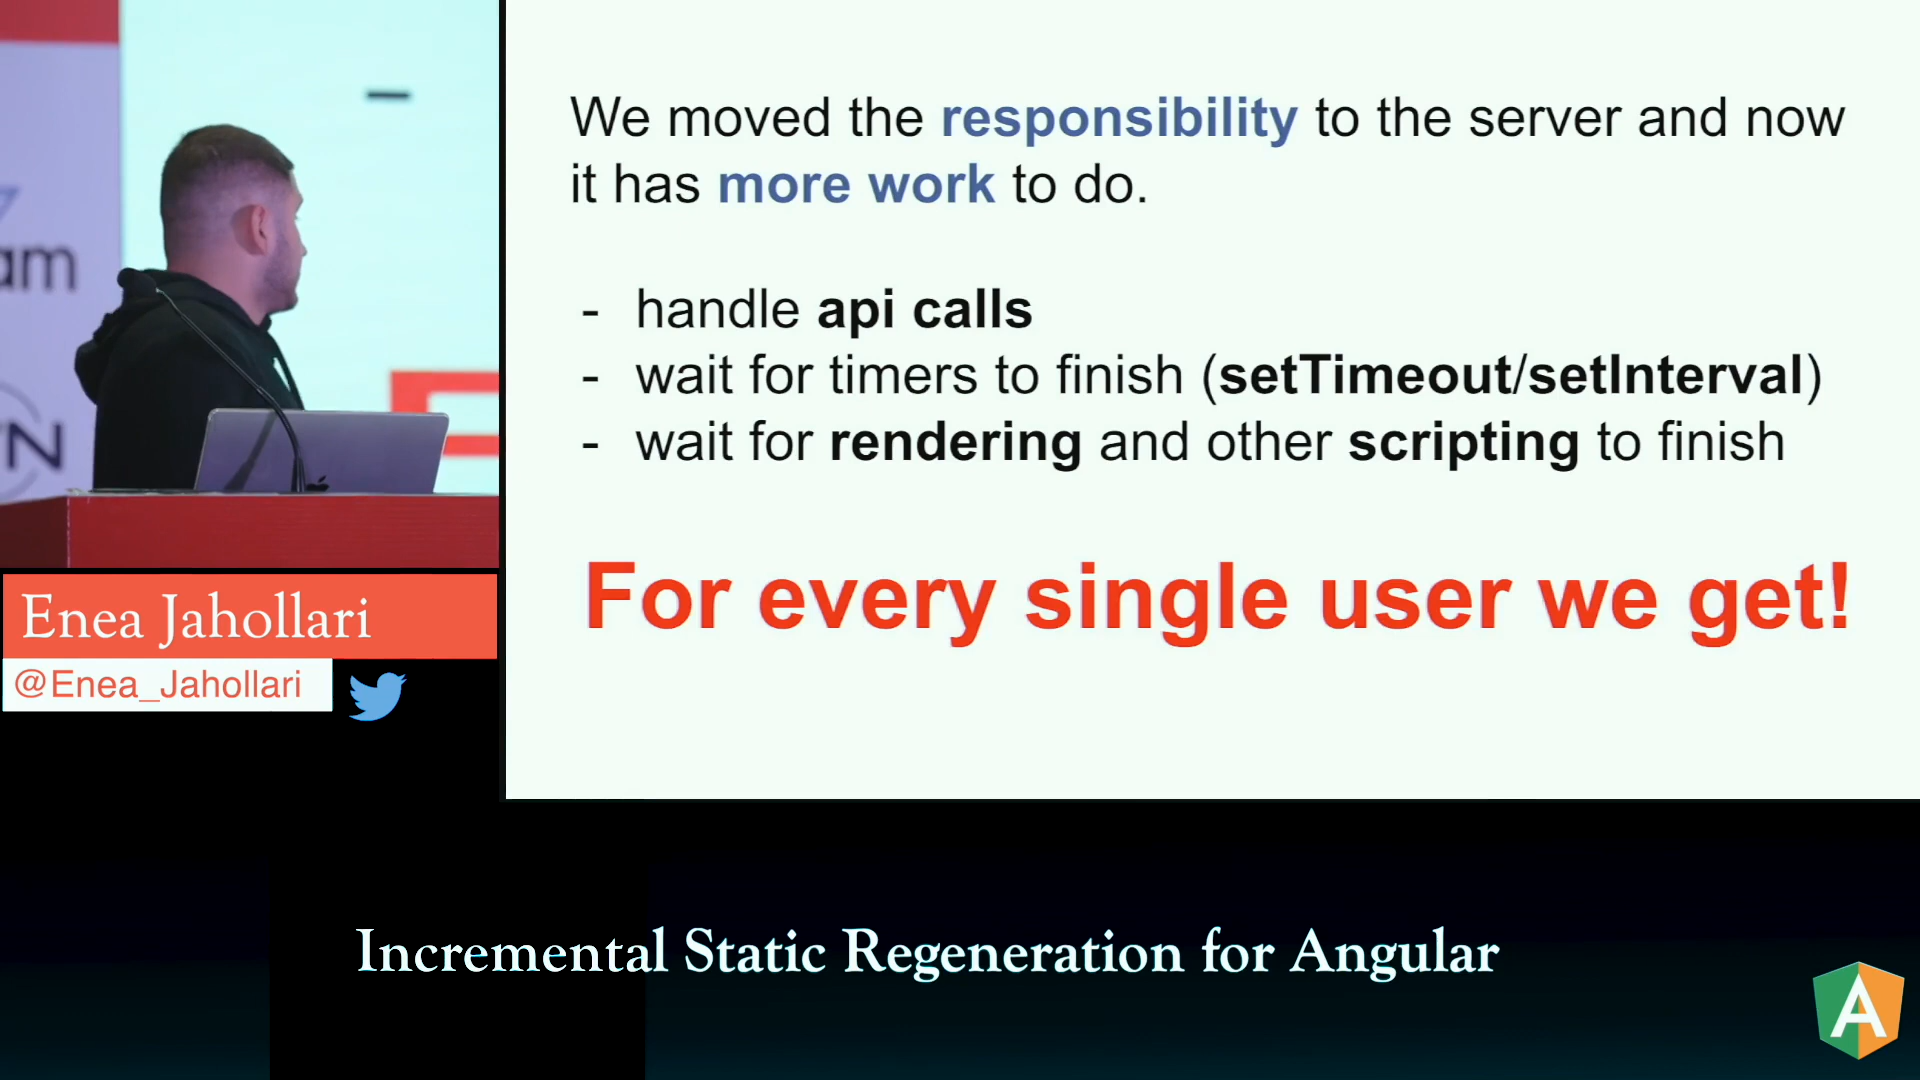 We moved the responsibility to the server and now
it has more work to do.
- handle api calls
- wait for timers to finish (setTimeout/setInterval)
- wait for rendering and other scripting to finish
For every single user we get!
am
N
Enea Jahollari
@Enea_Jahollari
Incremental Static Regeneration for Angular
A